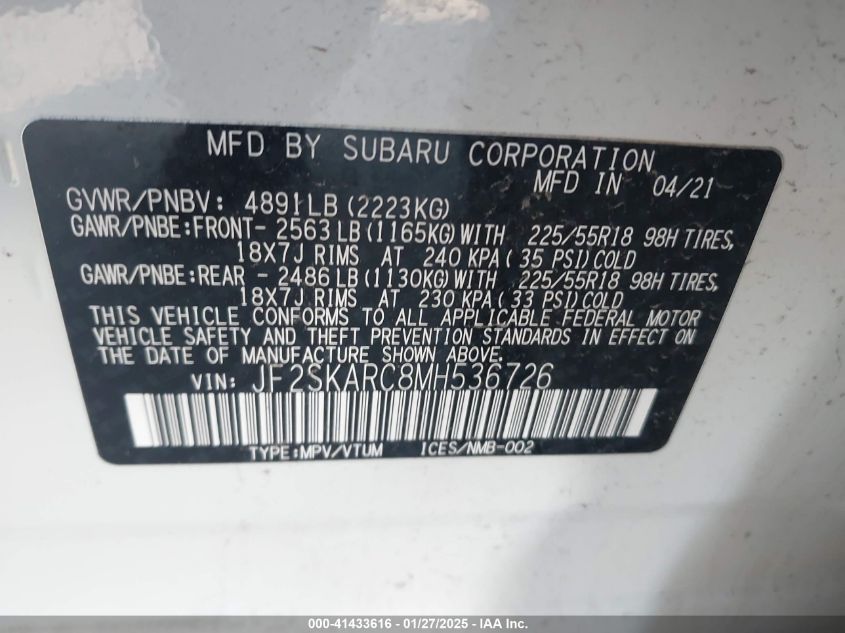 MFD BY SUBARU CORPORATION
MFD IN 04/21
GVWR/PNBV: 4891LB (2223KG)
GAWR/PNBE:FRONT- 2563LB(1165KG)WITH 225/55R18 98H TIRES,
18X7J RIMS AT 240 KPA(35 PSI)COLD
GAWR/PNBE:REAR - 2486LB(1130KG)WITH 225/55R18 98H TIRES,
18X7J RIMS AT 230 KPA(33 PSI)COLD
THIS VEHICLE CONFORMS TO ALL APPLICABLE FEDERAL MOTOR
VEHICLE SAFETY AND THEFT PREVENTION STANDARDS IN EFFECT ON
THE DATE OF MANUFACTURE SHOWN ABOVE.
VIN: JF2SKARC8MH536726
TYPE:MPV/VTUM ICES/NMB-002
000-41433616 - 01/27/2025 - IAA Inc.